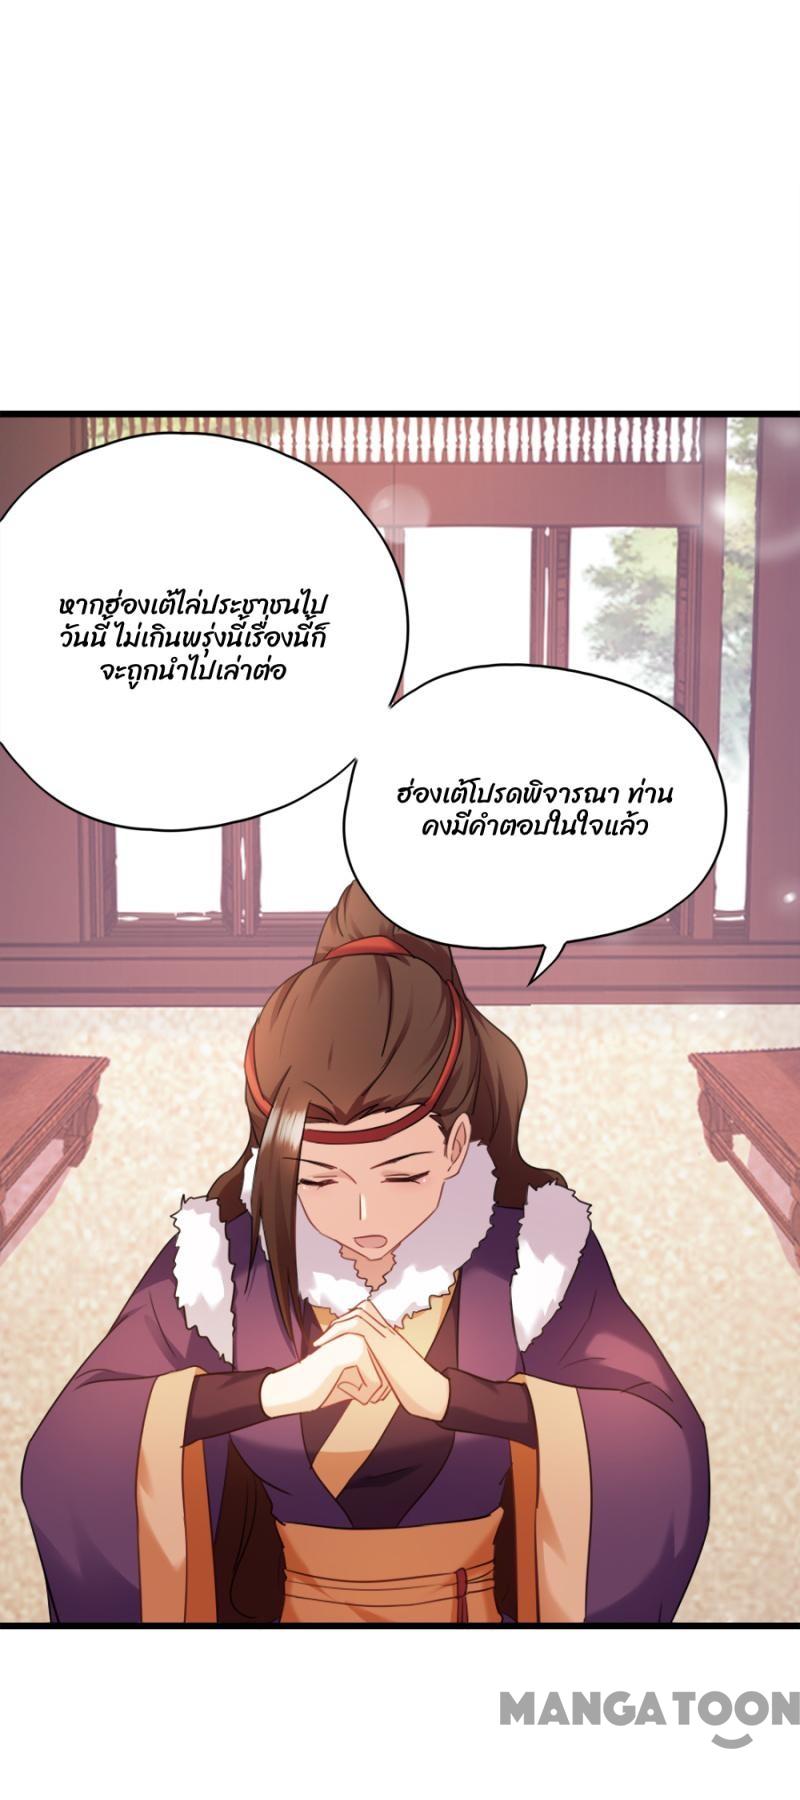 หากฮ่องเต้ไล่ประชาชนไป
วันนี้ ไม่เกินพรุ่งนี้เรื่องนี้ก็
จะถูกนำไปเล่าต่อ
ฮ่องเต้โปรดพิจารณา ท่าน
คงมีคำตอบในใจแล้ว
MANGATOON